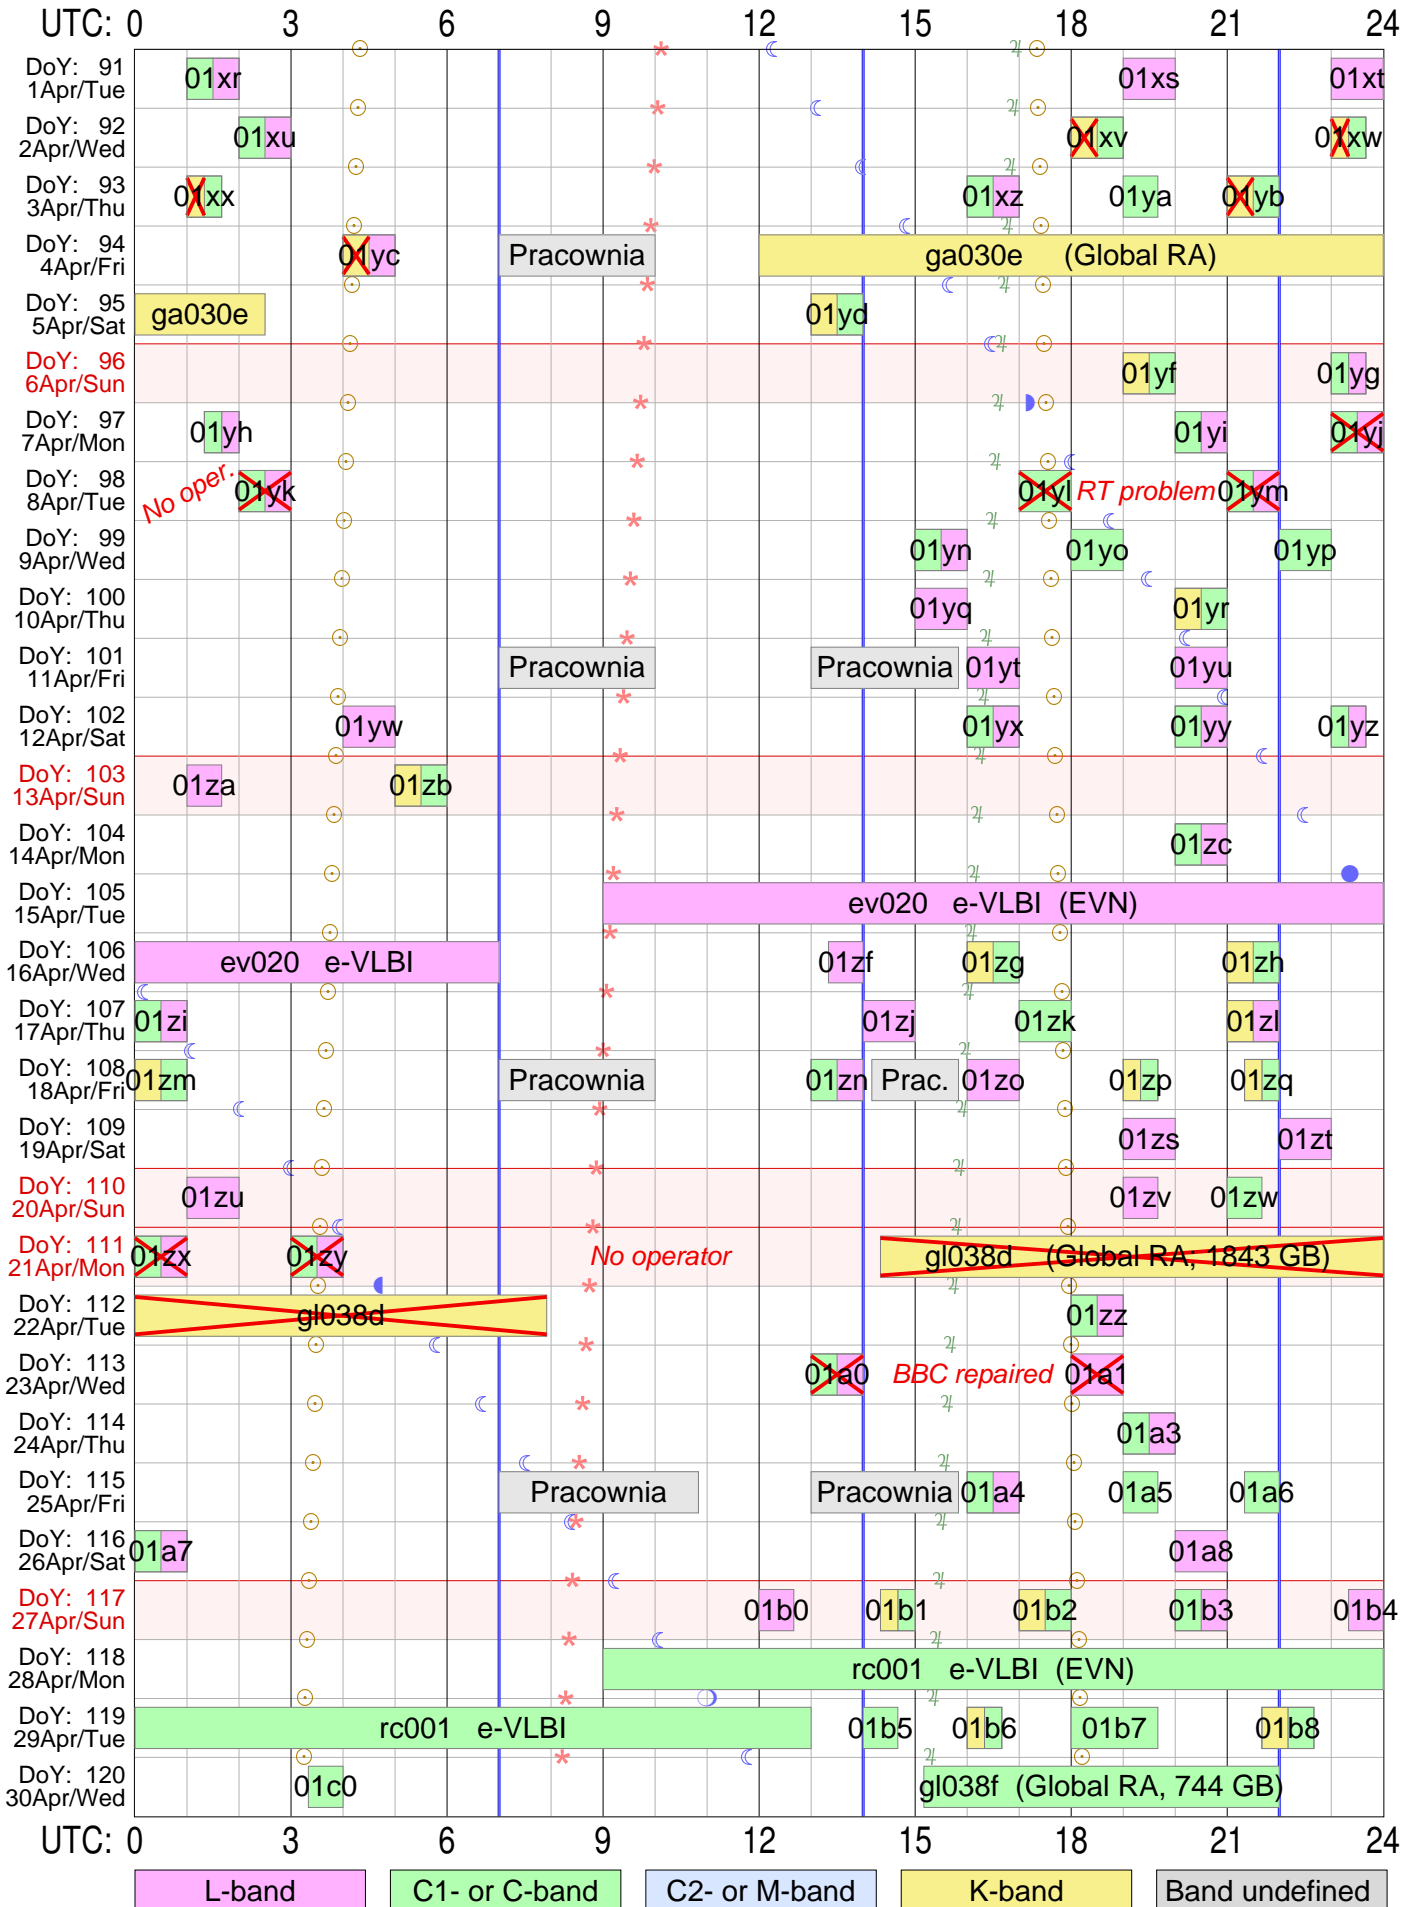 UTC: 0 3 6 9 12 15 18 21 24
DoY: 91
1Apr/Tue
01xr 01xs 01xt
DoY: 92
2Apr/Wed
01xu 01xv 01xw
DoY: 93
3Apr/Thu
01xx 01xz 01ya 01yb
DoY: 94
4Apr/Fri
01yc Pracownia ga030e (Global RA)
DoY: 95
5Apr/Sat
ga030e 01yd
DoY: 96
6Apr/Sun
01yf 01yg
DoY: 97
7Apr/Mon
01yh 01yi 01yj
DoY: 98
8Apr/Tue
No oper. 01yk 01yl RT problem 01ym
DoY: 99
9Apr/Wed
01yn 01yo 01yp
DoY: 100
10Apr/Thu
01yq 01yr
DoY: 101
11Apr/Fri
Pracownia Pracownia 01yt 01yu
DoY: 102
12Apr/Sat
01yw 01yx 01yy 01yz
DoY: 103
13Apr/Sun
01za 01zb
DoY: 104
14Apr/Mon
01zc
DoY: 105
15Apr/Tue
ev020 e-VLBI (EVN)
DoY: 106
16Apr/Wed
ev020 e-VLBI 01zf 01zg 01zh
DoY: 107
17Apr/Thu
01zi 01zj 01zk 01zl
DoY: 108
18Apr/Fri
01zm Pracownia 01zn Prac. 01zo 01zp 01zq
DoY: 109
19Apr/Sat
01zs 01zt
DoY: 110
20Apr/Sun
01zu 01zv 01zw
DoY: 111
21Apr/Mon
01zx 01zy No operator gl038d (Global RA, 1843 GB)
DoY: 112
22Apr/Tue
gl038d 01zz
DoY: 113
23Apr/Wed
01a0 BBC repaired 01a1
DoY: 114
24Apr/Thu
01a3
DoY: 115
25Apr/Fri
Pracownia Pracownia 01a4 01a5 01a6
DoY: 116
26Apr/Sat
01a7 01a8
DoY: 117
27Apr/Sun
01b0 01b1 01b2 01b3 01b4
DoY: 118
28Apr/Mon
rc001 e-VLBI (EVN)
DoY: 119
29Apr/Tue
rc001 e-VLBI 01b5 01b6 01b7 01b8
DoY: 120
30Apr/Wed
01c0 gl038f (Global RA, 744 GB)
UTC: 0 3 6 9 12 15 18 21 24
L-band C1- or C-band C2- or M-band K-band Band undefined